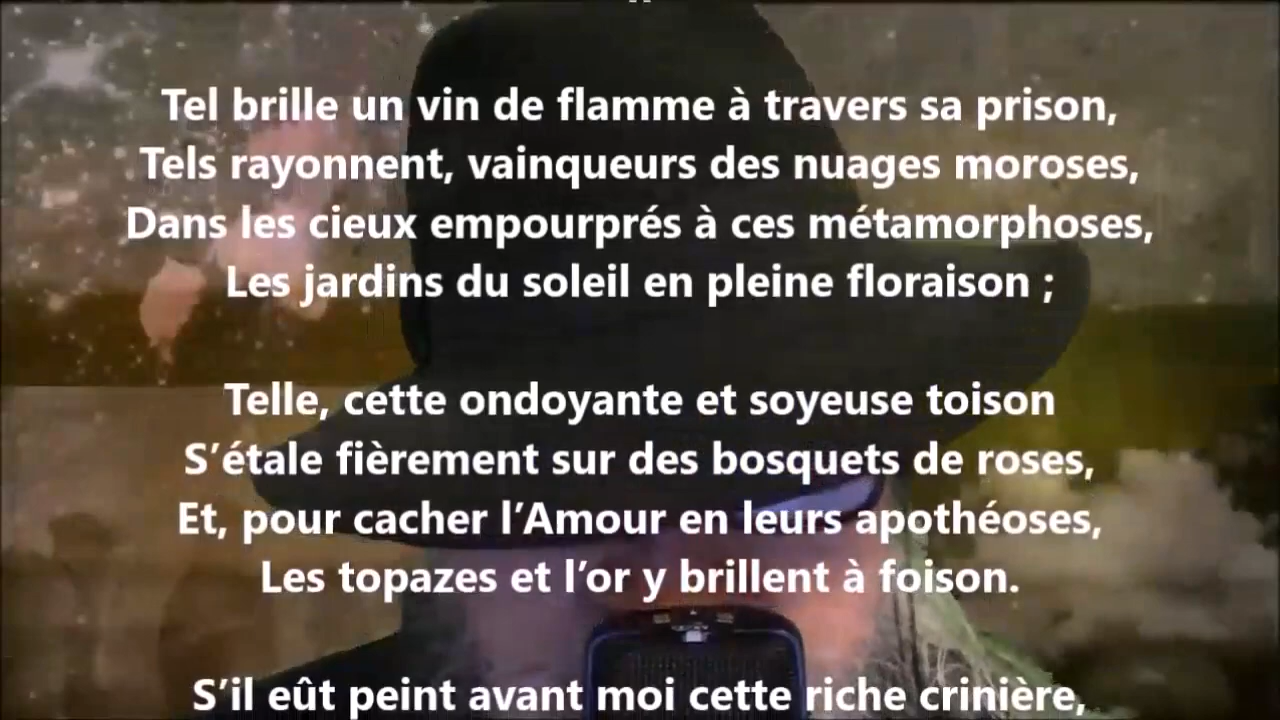 Tel brille un vin de flamme à travers sa prison,
Tels rayonnent, vainqueurs des nuages moroses,
Dans les cieux empourprés à ces métamorphoses,
Les jardins du soleil en pleine floraison ;
Telle, cette ondoyante et soyeuse toison
S’étale fièrement sur des bosquets de roses,
Et, pour cacher l’Amour en leurs apothéoses,
Les topazes et l’or y brillent à foison.
S’il eût peint avant moi cette riche crinière,